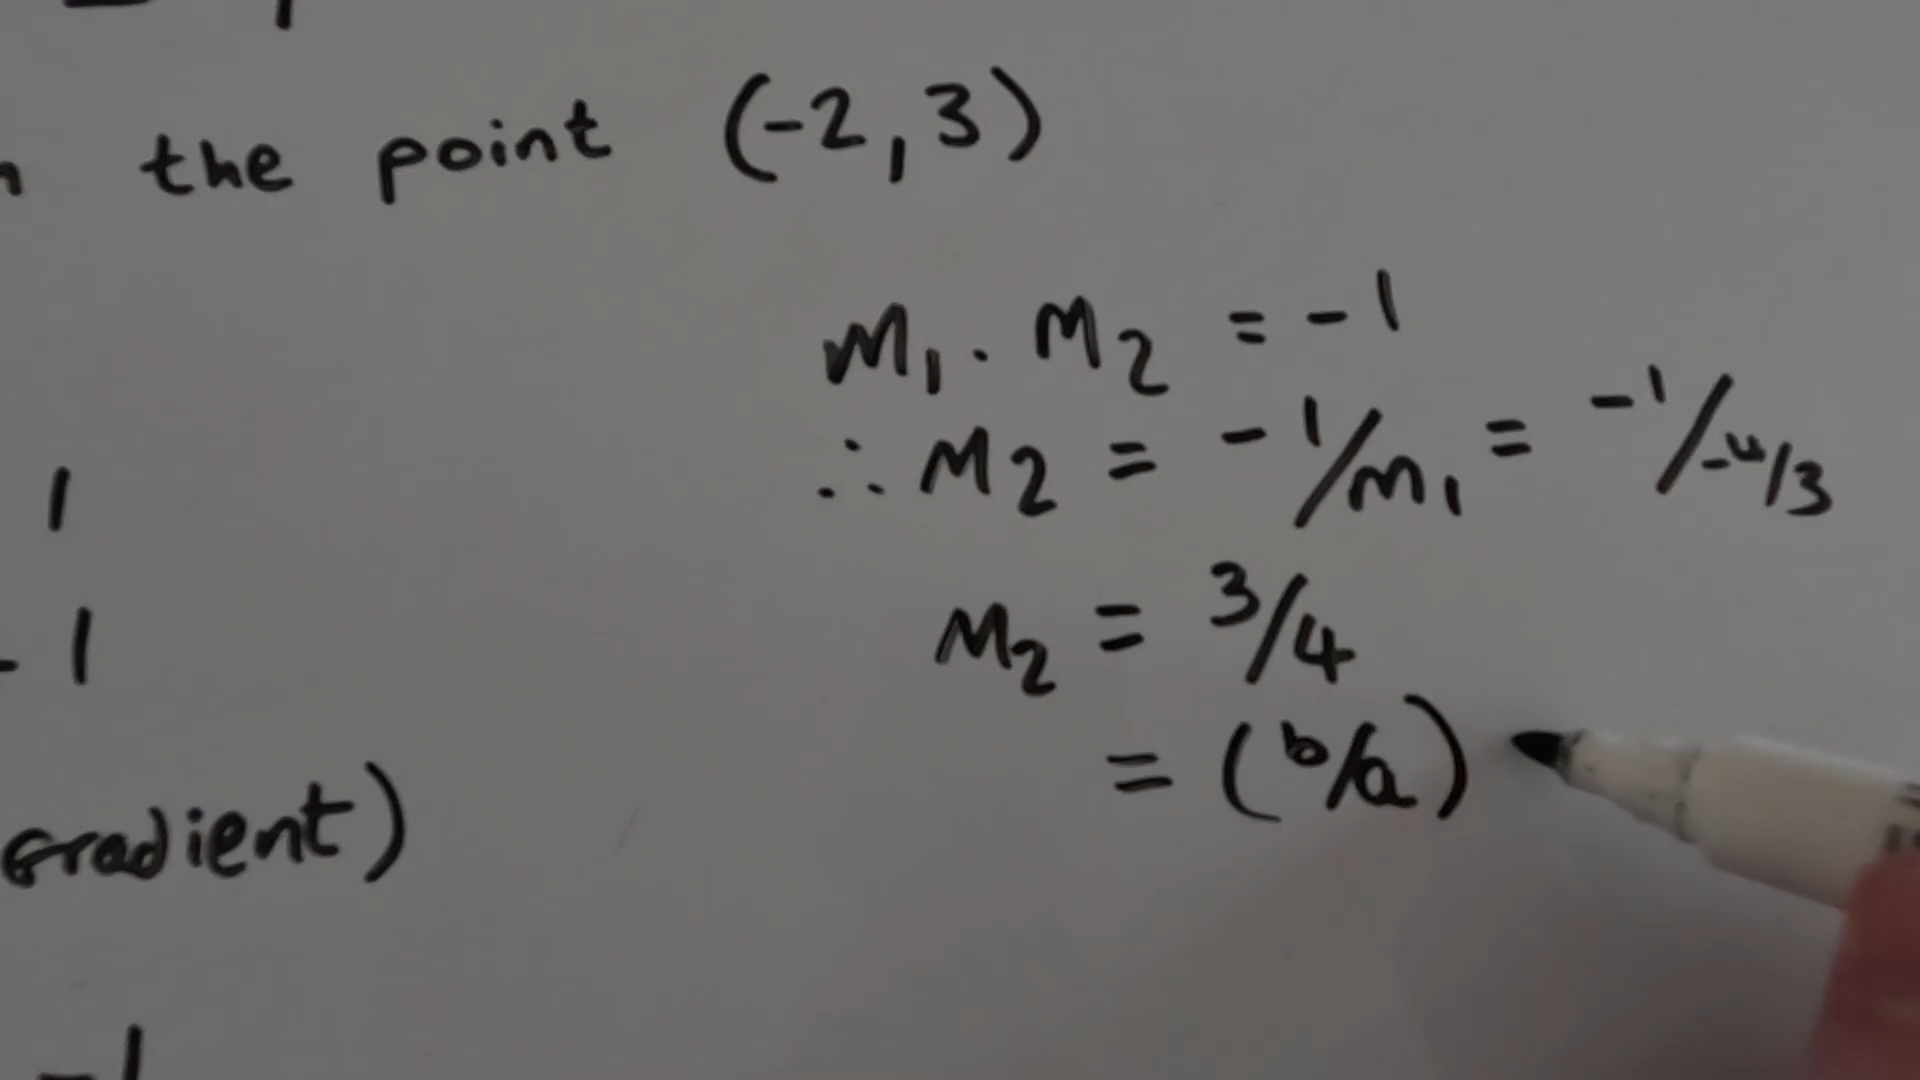 the point (-2,3)
m₁ . m₂ = -1
∴ m₂ = -1/m₁ = -1/-4/3
1
m₂ = 3/4
- 1
= (b/a)
gradient)
-1